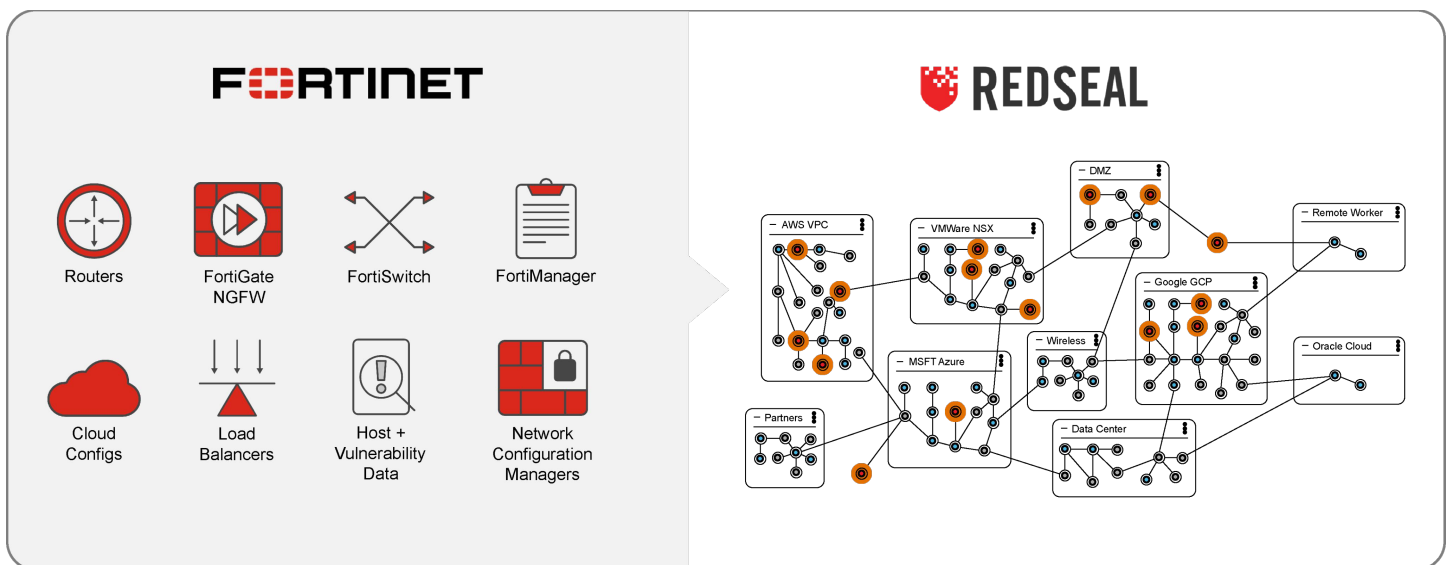 FORTINET
REDSEAL
Routers
FortiGate
NGFW
FortiSwitch
FortiManager
Cloud
Configs
Load
Balancers
Host +
Vulnerability
Data
Network
Configuration
Managers
DMZ
AWS VPC
VMWare NSX
Remote Worker
Google GCP
Wireless
Oracle Cloud
MSFT Azure
Partners
Data Center